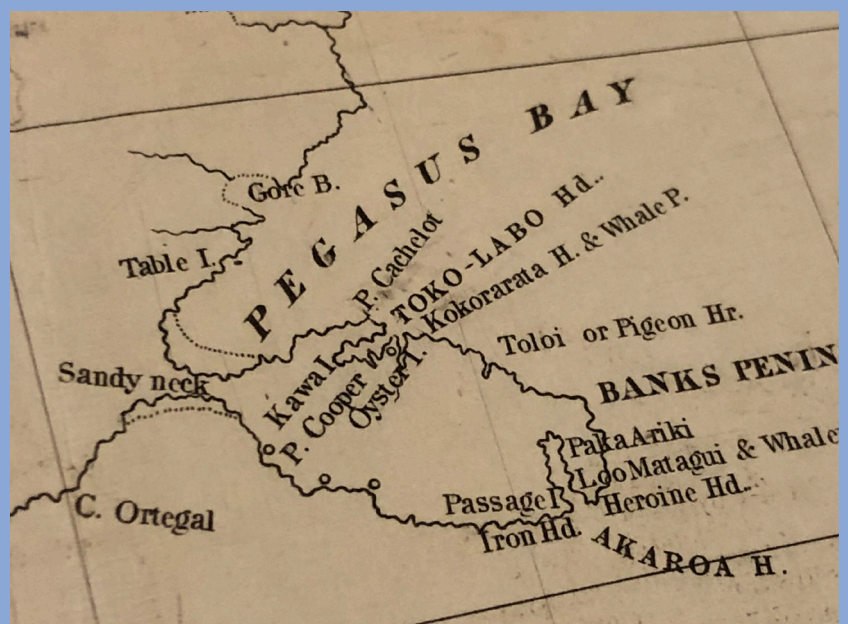 PEGASUS BAY
Gore B.
Table I.
P. Cachelot
TOKO-LABO Hd..
Kokorarata H. & Whale P.
Toloi or Pigeon Hr.
Sandy neck
Kawal
P. Cooper
Oyster I.
BANKS PENIN
Paka Ariki
Loo Matagui & Whale
Heroine Hd..
Passage I.
Iron Hd.
C. Ortegal
AKAROA H.